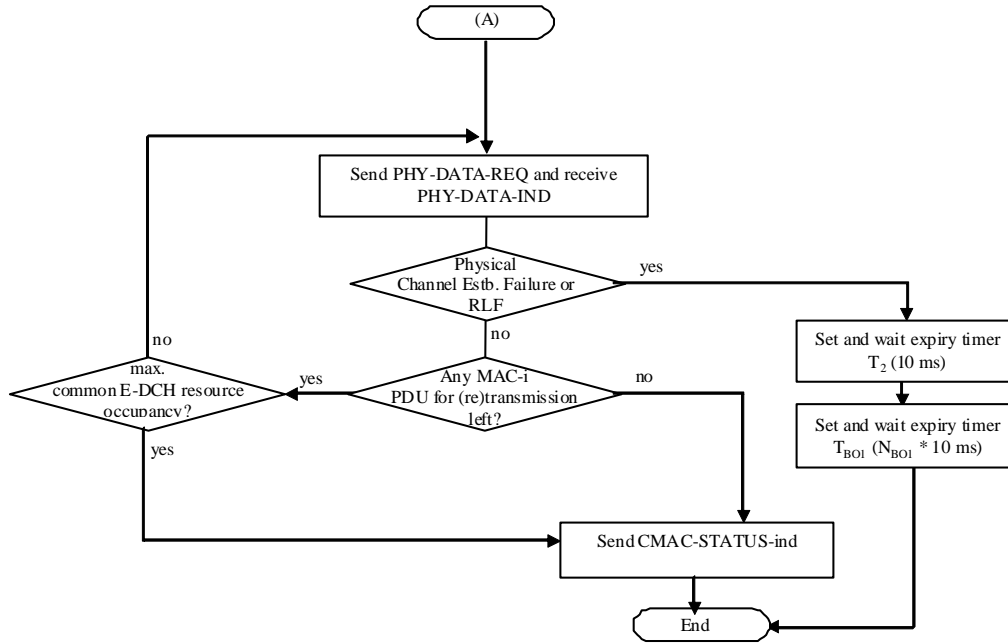 (A)
Send PHY-DATA-REQ and receive
PHY-DATA-IND
Physical
Channel Estb. Failure or
RLF
yes
no
Set and wait expiry timer
T₂ (10 ms)
max.
common E-DCH resource
occupancy?
no
yes
yes
Any MAC-i
PDU for (re)transmission
left?
no
Set and wait expiry timer
T_BO1 (N_BO1 * 10 ms)
Send CMAC-STATUS-ind
End